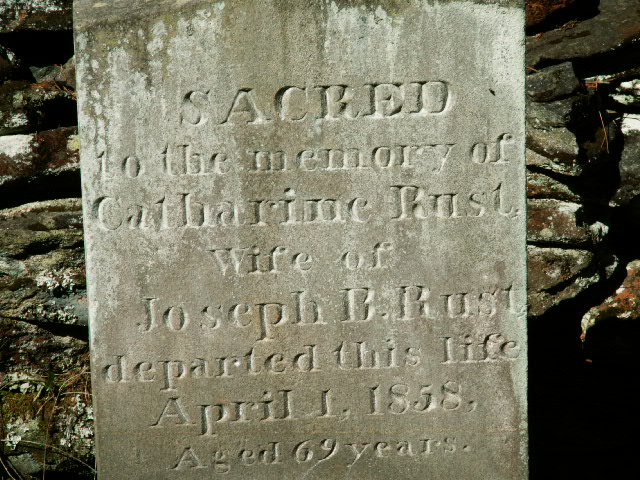 SACRED
to the memory of
Catharine Rust,
Wife of
Joseph B. Rust
departed this life
April 1, 1858,
Aged 69 years.